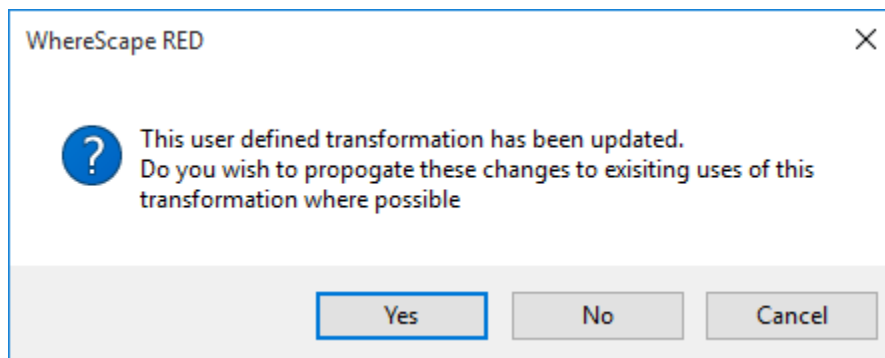 WhereScape RED
?
This user defined transformation has been updated.
Do you wish to propogate these changes to exisiting uses of this
transformation where possible
Yes
No
Cancel